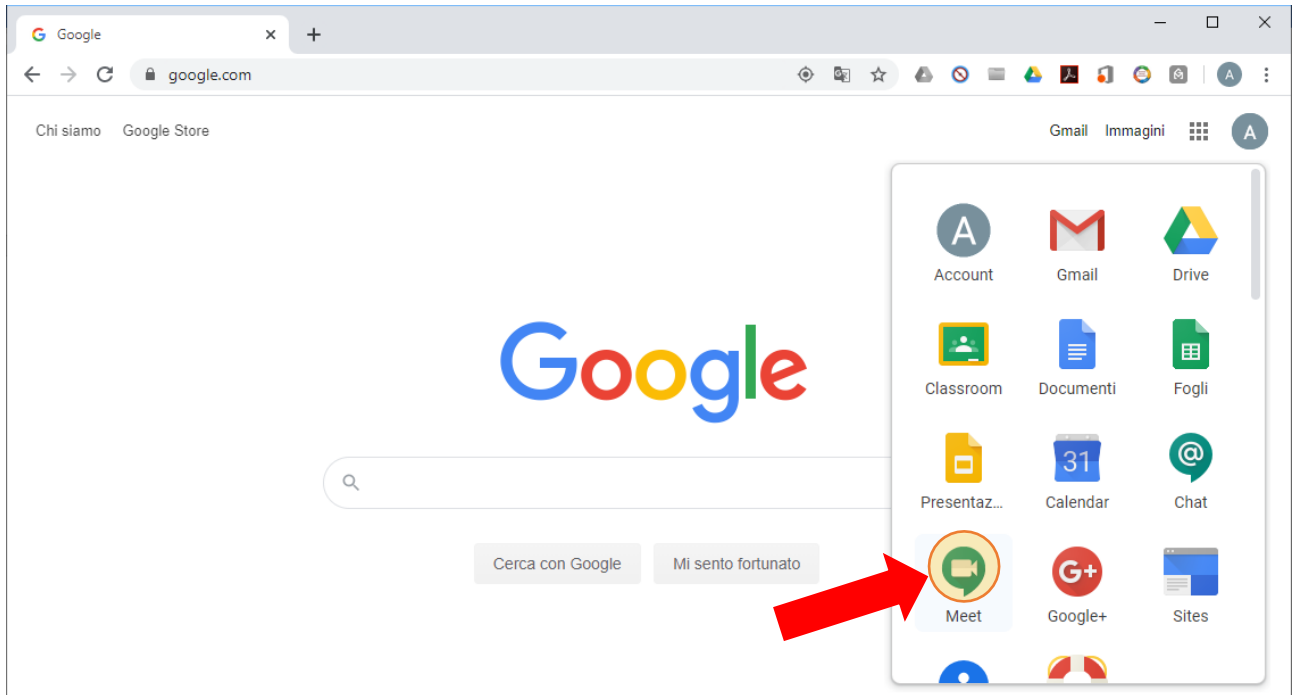 Google
google.com
A
Chi siamo Google Store
Gmail Immagini A
A
Account Gmail Drive
Classroom Documenti Fogli
31 @
Presentaz... Calendar Chat
G+
Meet Google+ Sites
Google
Cerca con Google Mi sento fortunato